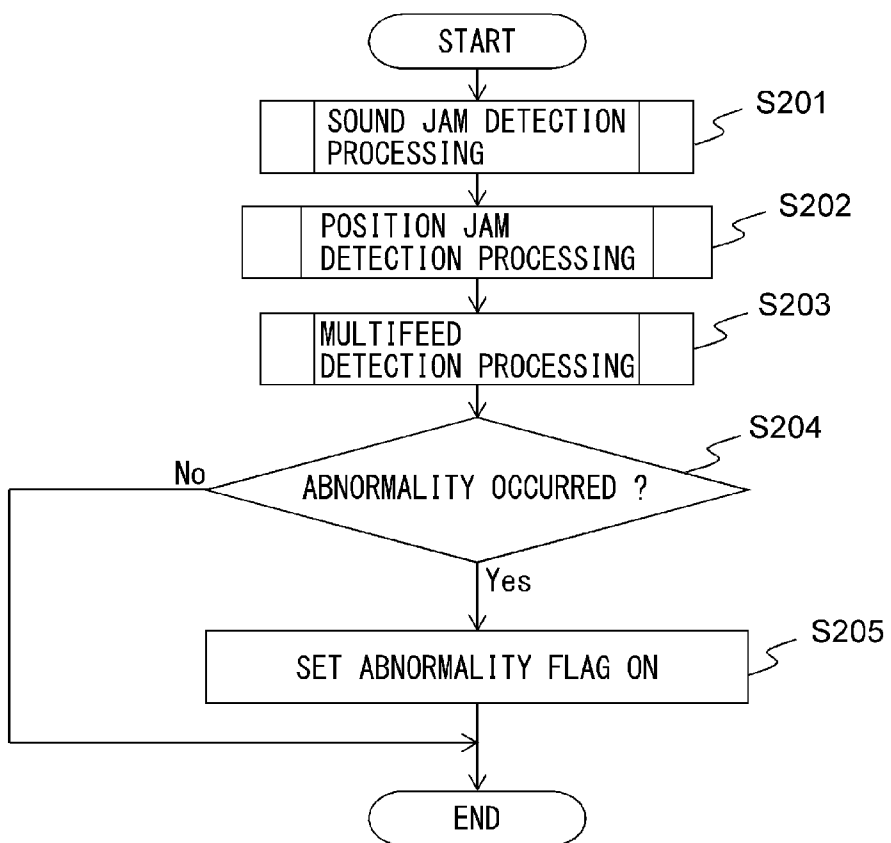 START
S201
SOUND JAM DETECTION
PROCESSING
S202
POSITION JAM
DETECTION PROCESSING
S203
MULTIFEED
DETECTION PROCESSING
S204
No
ABNORMALITY OCCURRED ?
Yes
S205
SET ABNORMALITY FLAG ON
END